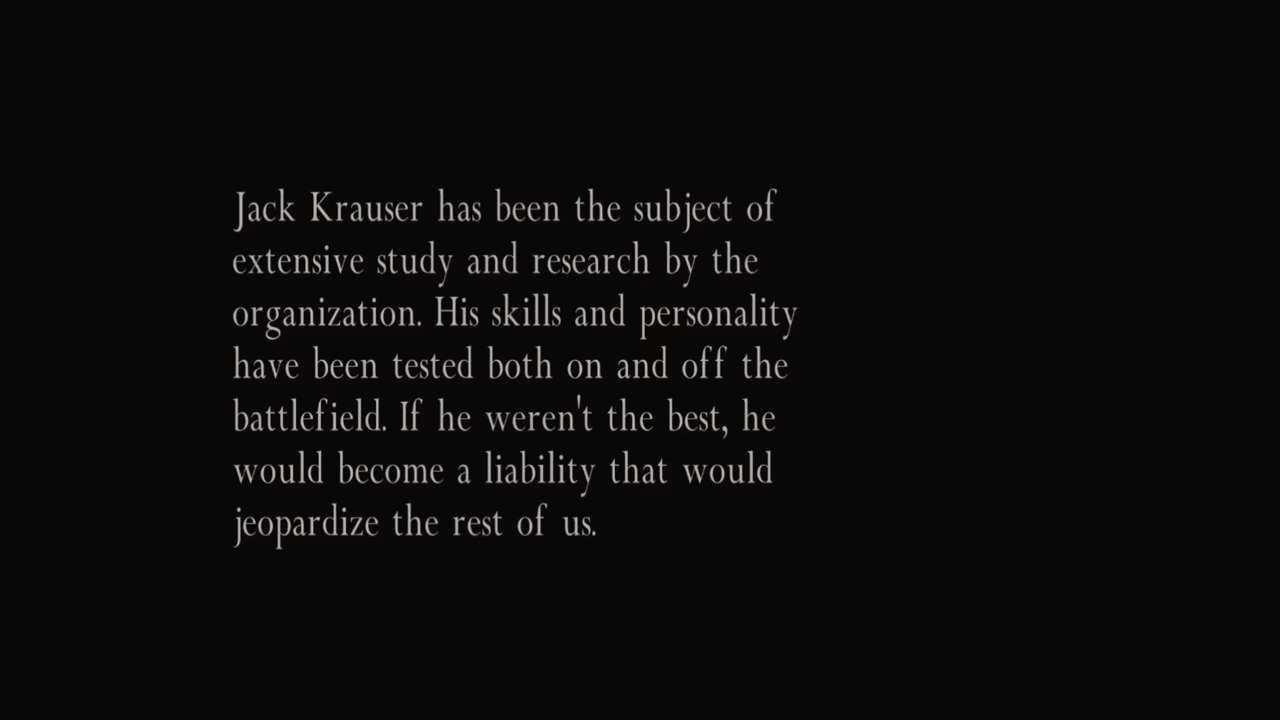 Jack Krauser has been the subject of
extensive study and research by the
organization. His skills and personality
have been tested both on and off the
battlefield. If he weren't the best, he
would become a liability that would
jeopardize the rest of us.